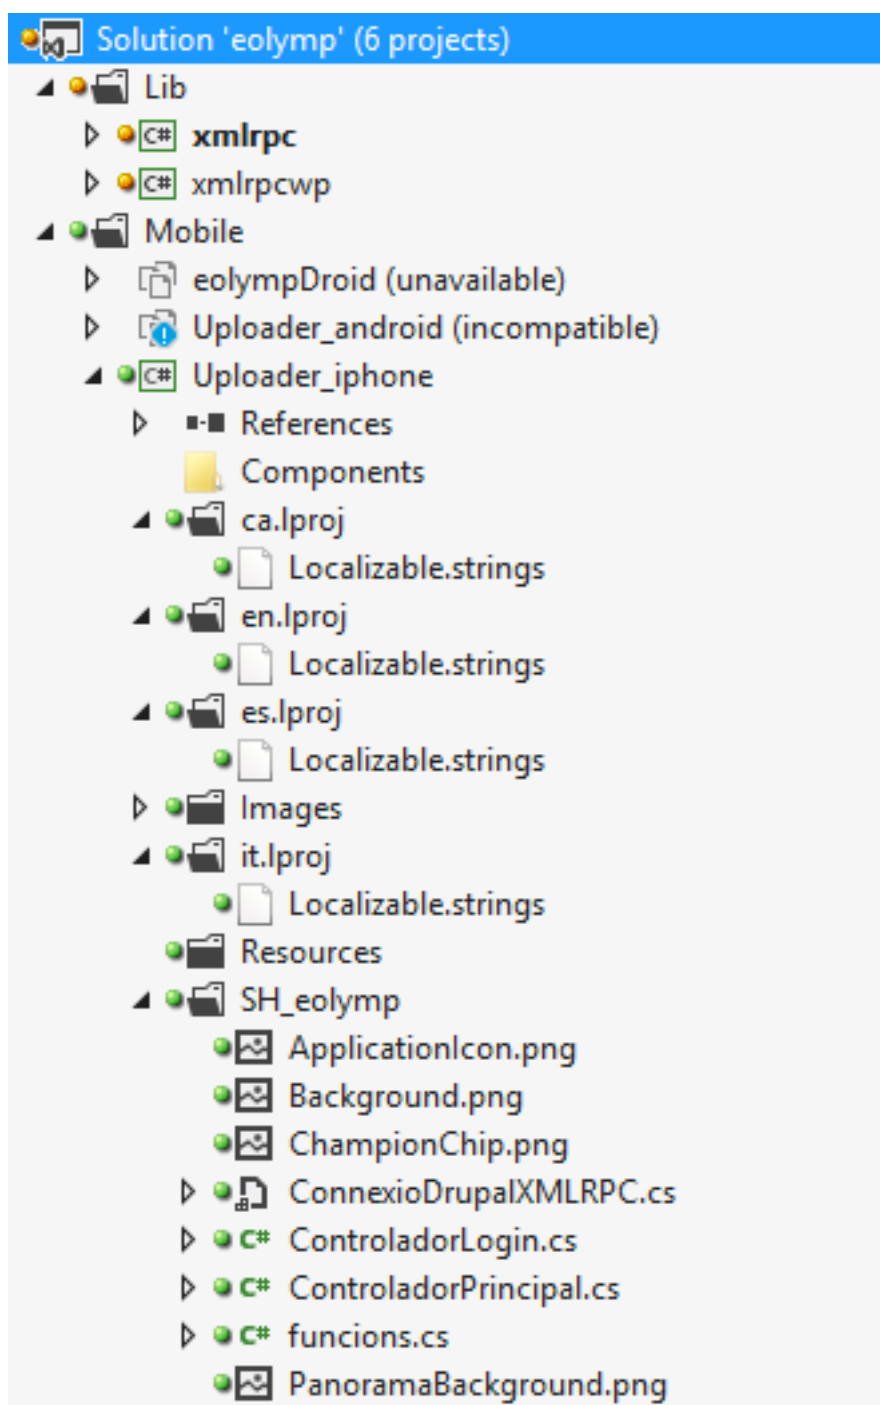 Solution 'eolymp' (6 projects)
Lib
C# xmlrpc
C# xmlrpcwp
Mobile
eolympDroid (unavailable)
Uploader_android (incompatible)
C# Uploader_iphone
References
Components
ca.lproj
Localizable.strings
en.lproj
Localizable.strings
es.lproj
Localizable.strings
Images
it.lproj
Localizable.strings
Resources
SH_eolymp
ApplicationIcon.png
Background.png
ChampionChip.png
ConnexioDrupalXMLRPC.cs
C# ControladorLogin.cs
C# ControladorPrincipal.cs
C# funcions.cs
PanoramaBackground.png